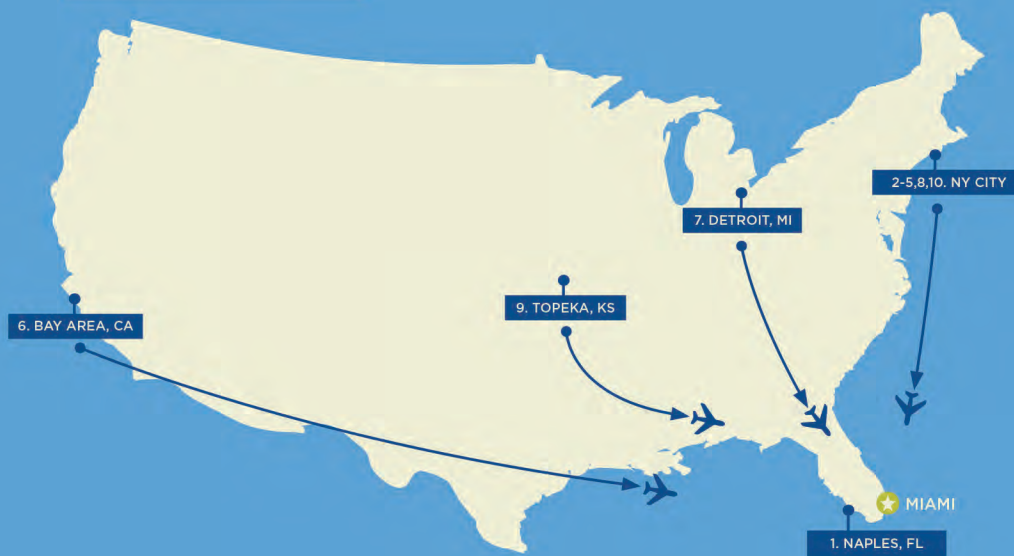 2-5,8,10. NY CITY
7. DETROIT, MI
9. TOPEKA, KS
6. BAY AREA, CA
MIAMI
1. NAPLES, FL